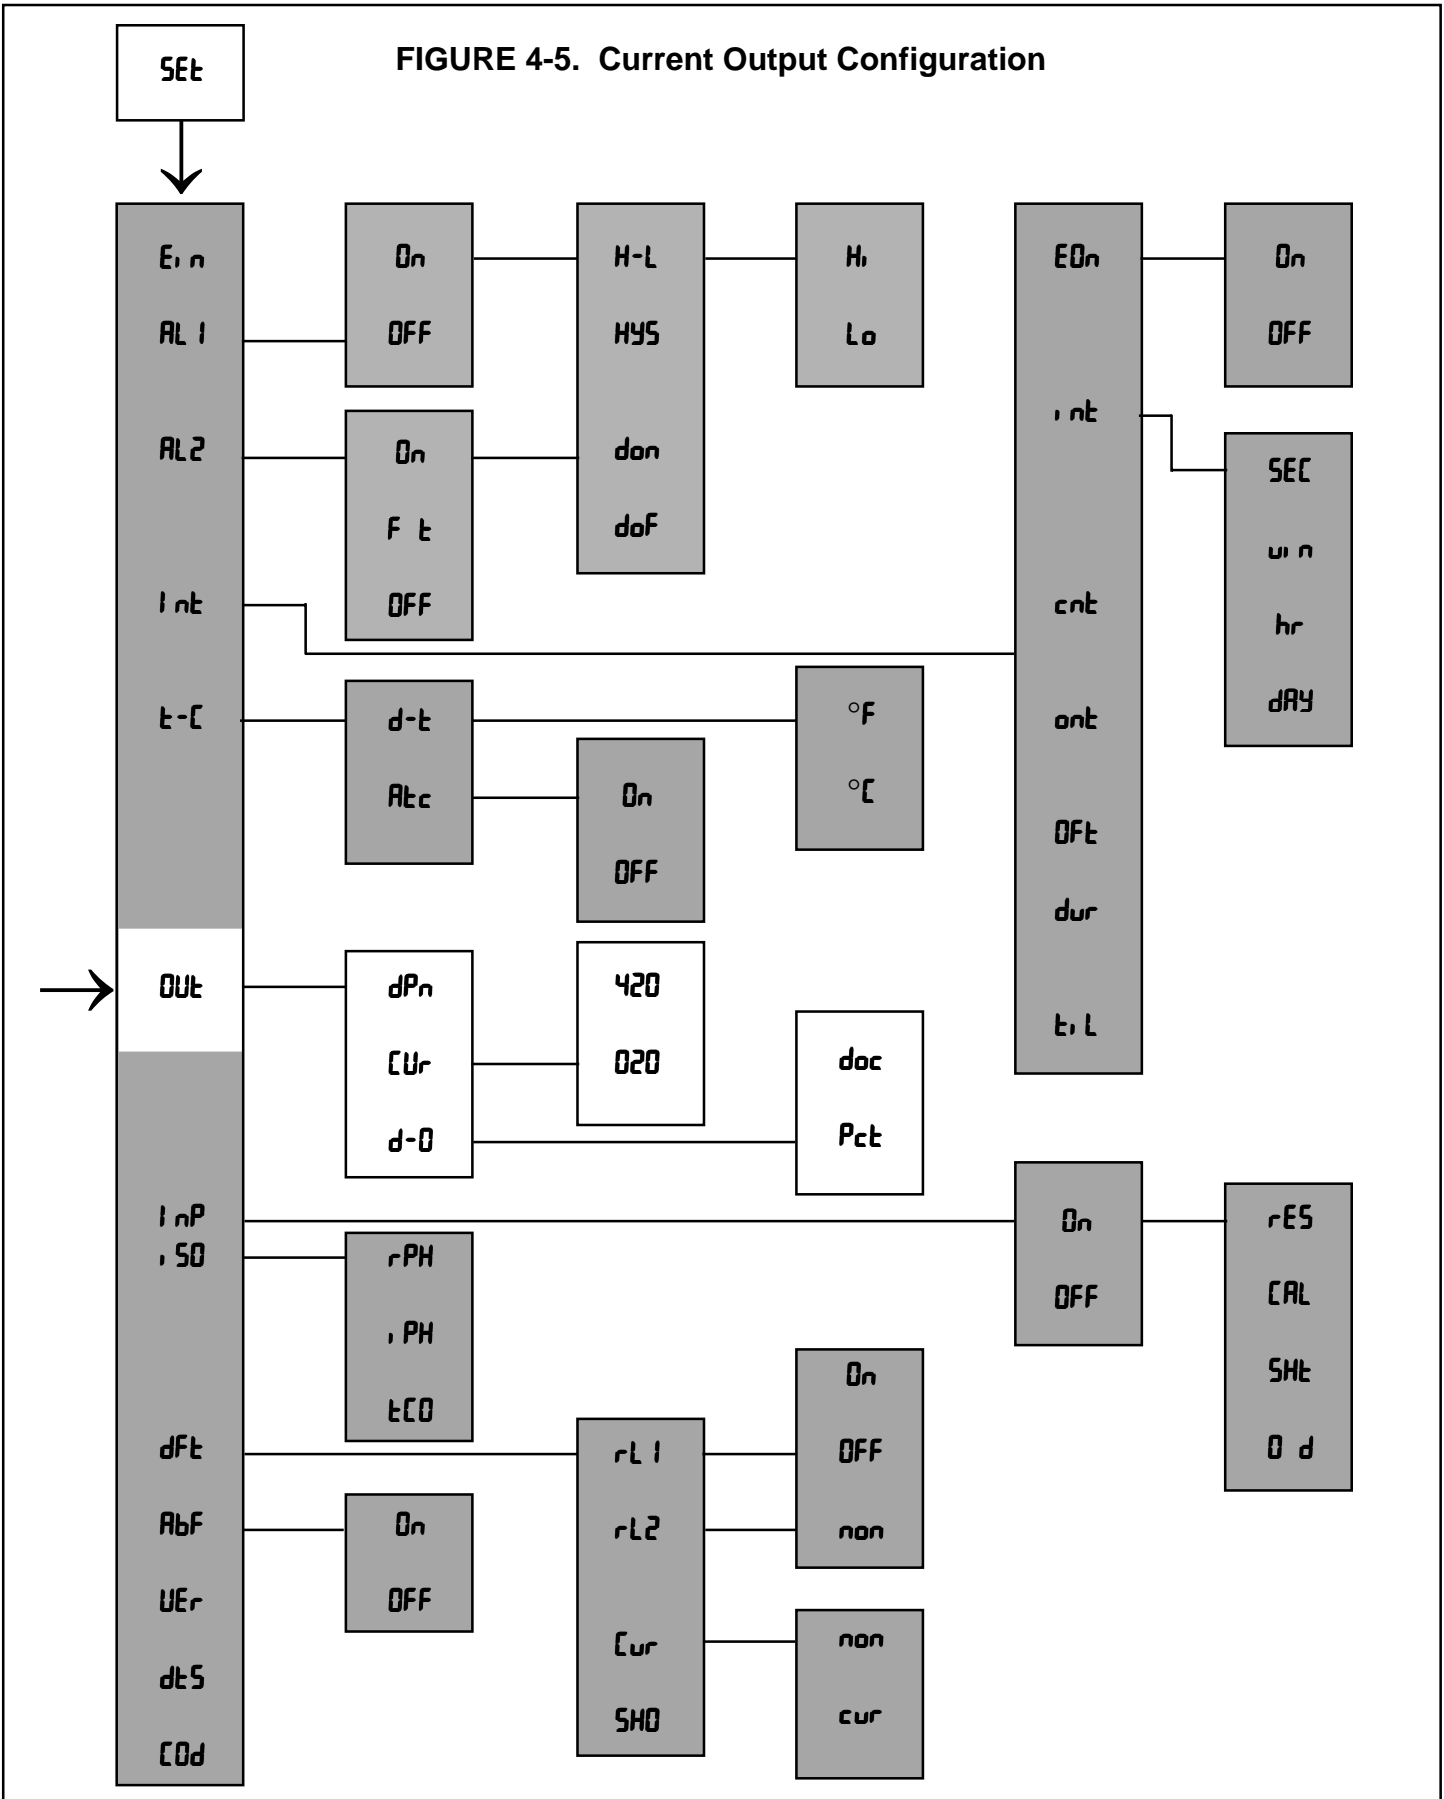 SEt
FIGURE 4-5. Current Output Configuration
Ein
AL1
AL2
Int
t-C
OUt
InP
iSO
dFt
AbF
UEr
dtS
COd
On
OFF
On
Ft
OFF
d-t
Atc
dPn
CUr
d-O
rPH
iPH
tCO
On
OFF
H-L
HYS
don
doF
On
OFF
420
020
rL1
rL2
Cur
SHO
Hi
Lo
°F
°C
doc
Pct
On
OFF
non
non
cur
EOn
int
cnt
ont
OFt
dur
tiL
On
OFF
On
OFF
SEC
uin
hr
dAY
rES
CAL
SHt
O d